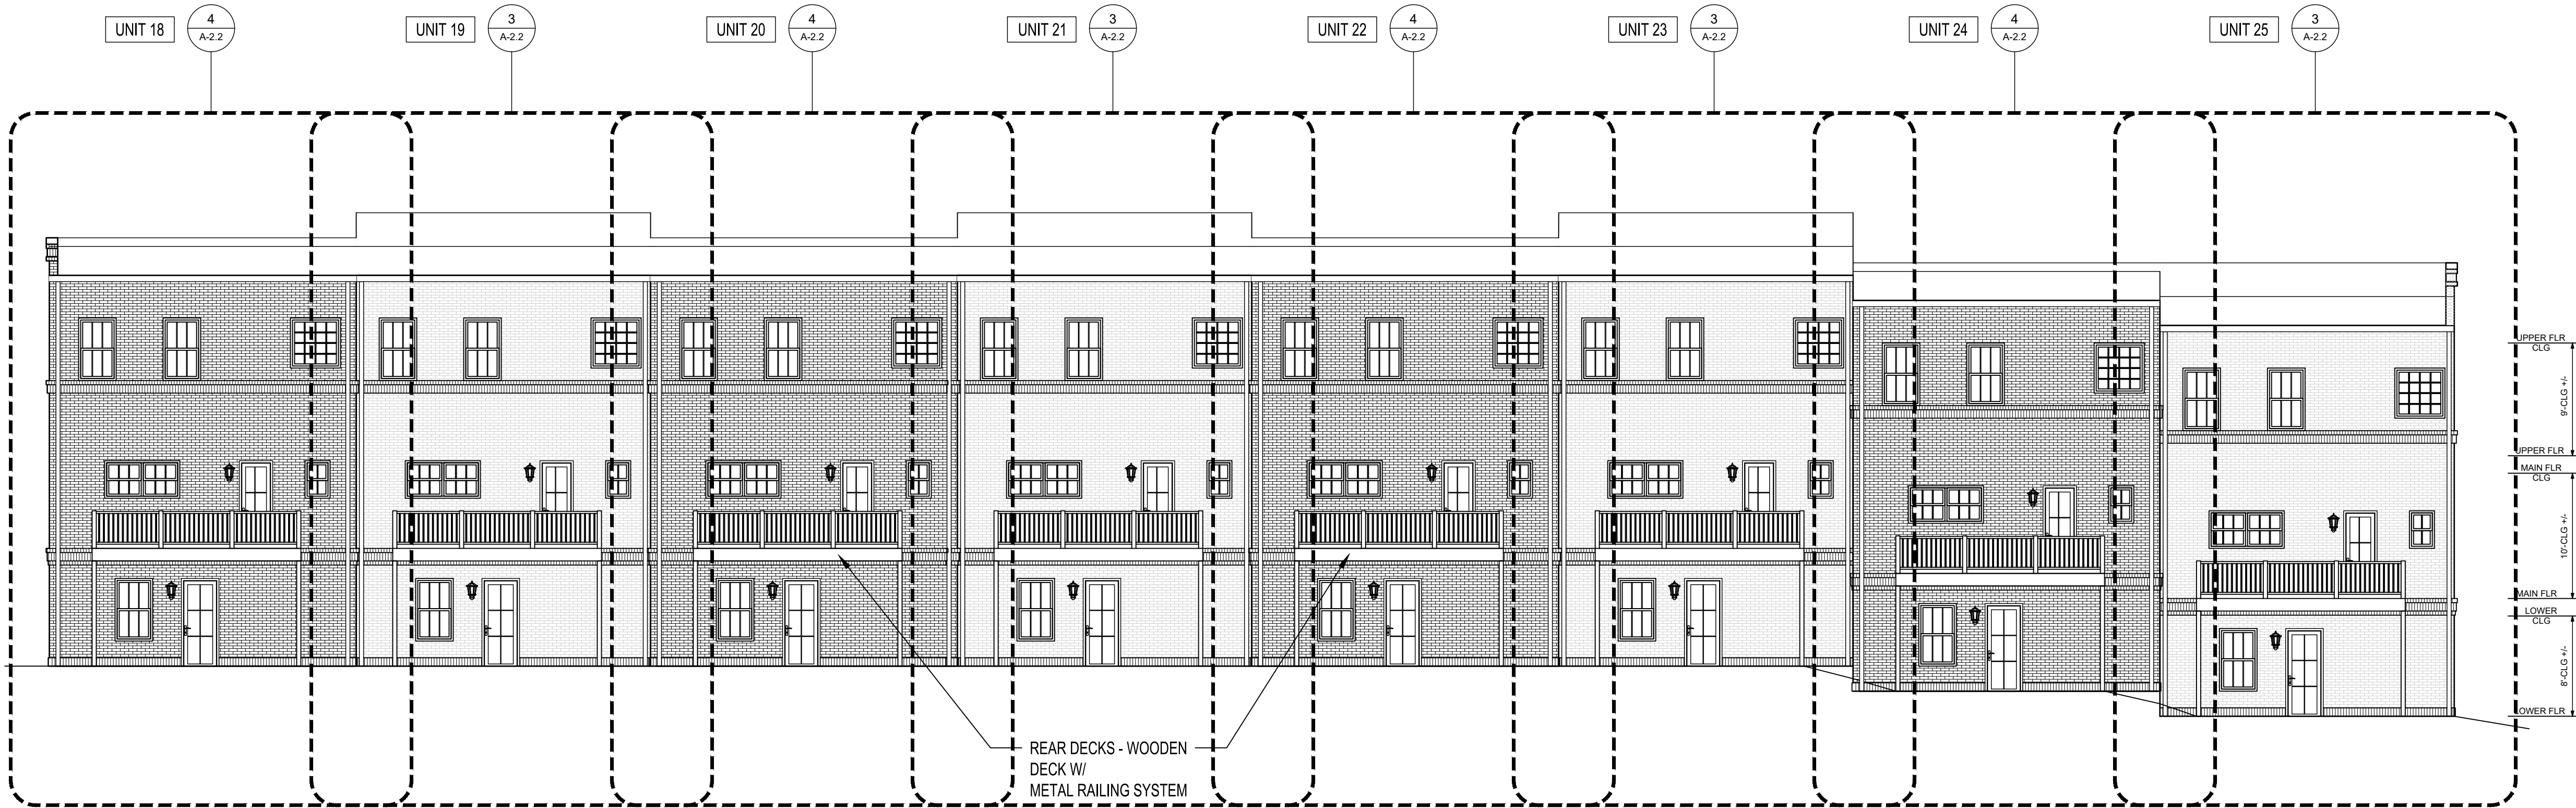 UNIT 18
4
A-2.2
UNIT 19
3
A-2.2
UNIT 20
4
A-2.2
UNIT 21
3
A-2.2
UNIT 22
4
A-2.2
UNIT 23
3
A-2.2
UNIT 24
4
A-2.2
UNIT 25
3
A-2.2
UPPER FLR
CLG
9'-CLG +/-
UPPER FLR
MAIN FLR
CLG
10'-CLG +/-
MAIN FLR
LOWER
CLG
8'-CLG +/-
LOWER FLR
REAR DECKS - WOODEN
DECK W/
METAL RAILING SYSTEM